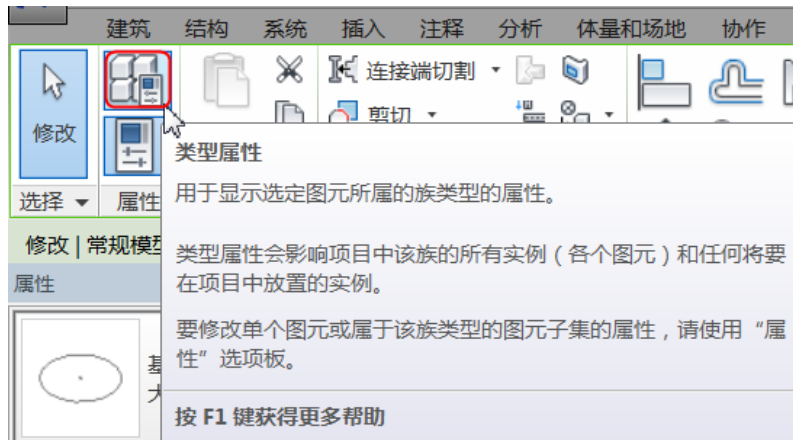 建筑 结构 系统 插入 注释 分析 体量和场地 协作
连接端切割
修改 剪切
类型属性
用于显示选定图元所属的族类型的属性。
选择 属性
类型属性会影响项目中该族的所有实例（各个图元）和任何将要
修改 | 常规模型
在项目中放置的实例。
属性
要修改单个图元或属于该族类型的图元子集的属性，请使用“属
性”选项板。
按 F1 键获得更多帮助